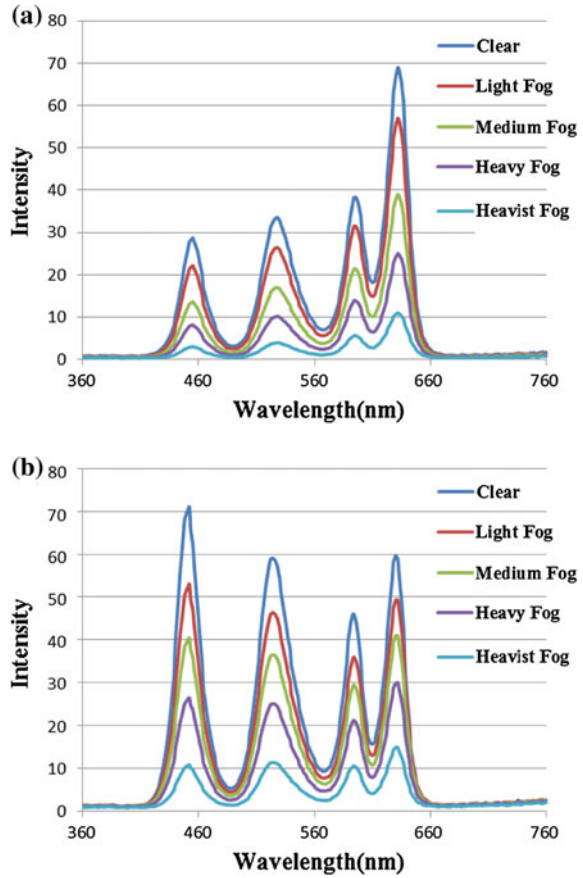 (a)
80
70
60
50
40
30
20
10
0
Intensity
Clear
Light Fog
Medium Fog
Heavy Fog
Heavist Fog
360 460 560 660 760
Wavelength(nm)
(b)
80
70
60
50
40
30
20
10
0
Intensity
Clear
Light Fog
Medium Fog
Heavy Fog
Heavist Fog
360 460 560 660 760
Wavelength(nm)